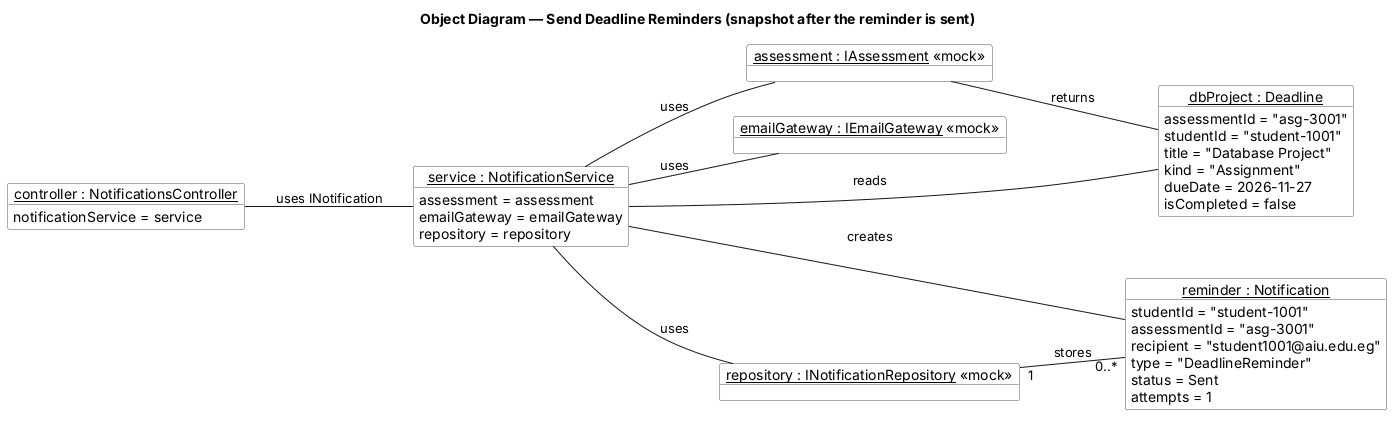 Object Diagram — Send Deadline Reminders (snapshot after the reminder is sent)
controller : NotificationsController
notificationService = service
uses INotification
service : NotificationService
assessment = assessment
emailGateway = emailGateway
repository = repository
uses
assessment : IAssessment «mock»
uses
emailGateway : IEmailGateway «mock»
returns
reads
dbProject : Deadline
assessmentId = "asg-3001"
studentId = "student-1001"
title = "Database Project"
kind = "Assignment"
dueDate = 2026-11-27
isCompleted = false
creates
uses
repository : INotificationRepository «mock»
stores
1
0..*
reminder : Notification
studentId = "student-1001"
assessmentId = "asg-3001"
recipient = "student1001@aiu.edu.eg"
type = "DeadlineReminder"
status = Sent
attempts = 1